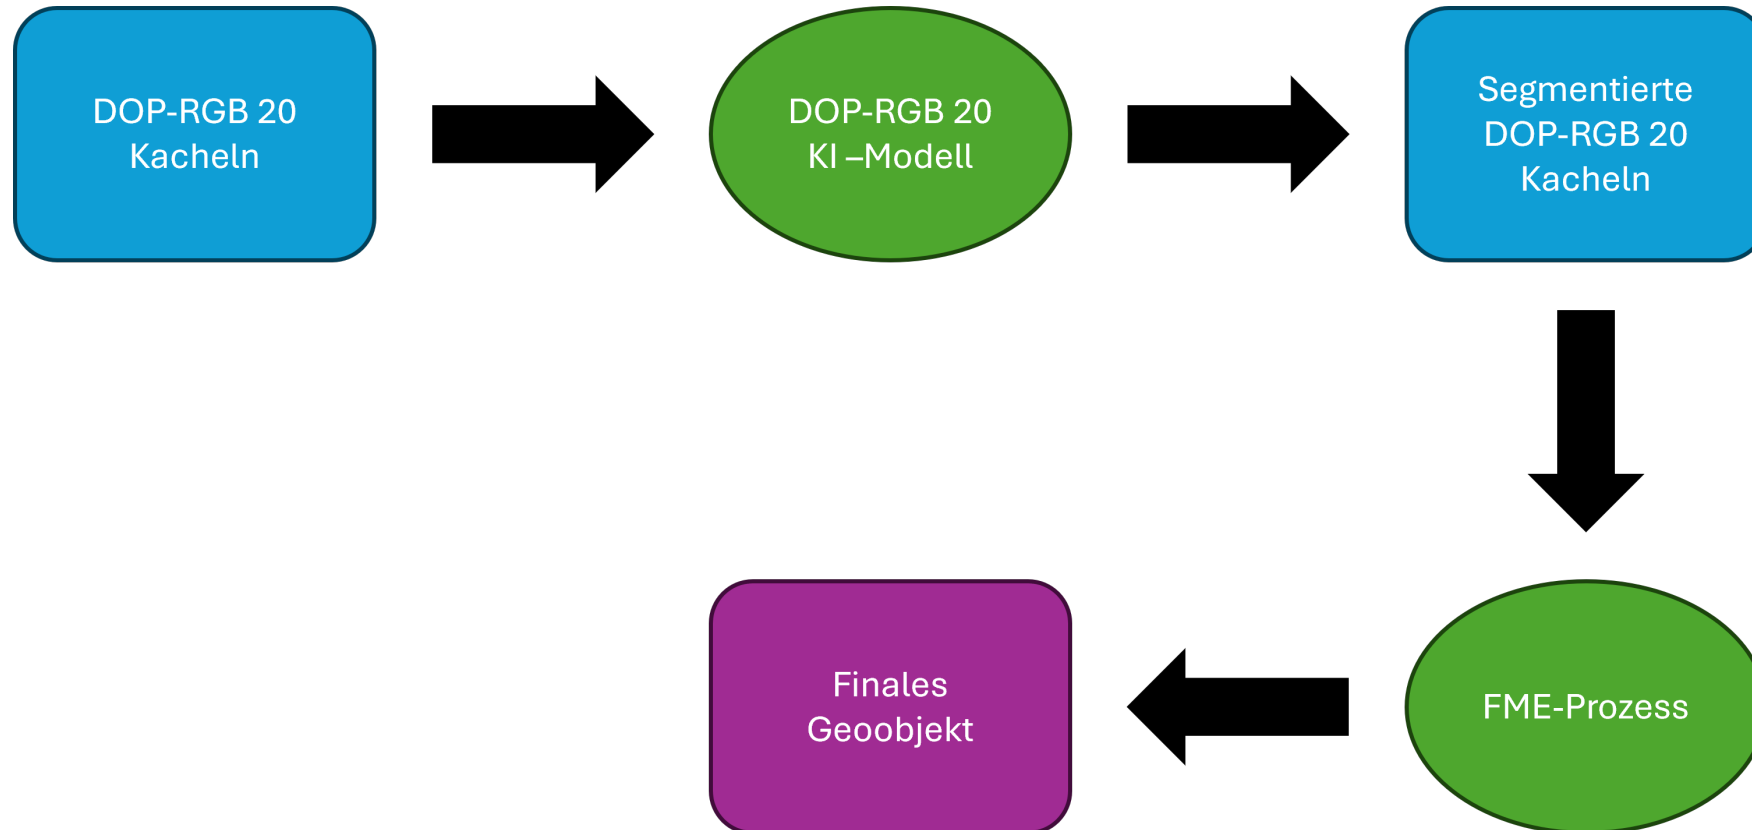 DOP-RGB 20
Kacheln
DOP-RGB 20
KI –Modell
Segmentierte
DOP-RGB 20
Kacheln
FME-Prozess
Finales
Geoobjekt